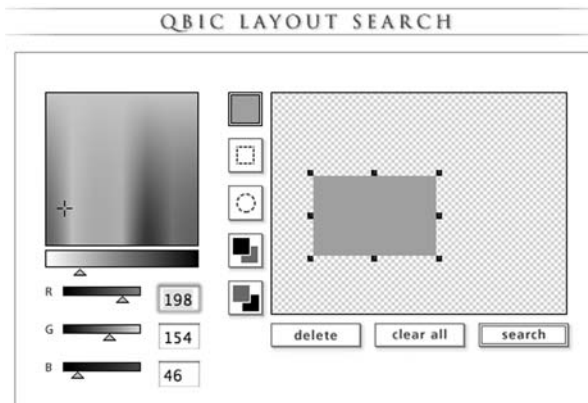 QBIC LAYOUT SEARCH
R 198
G 154
B 46
delete clear all search